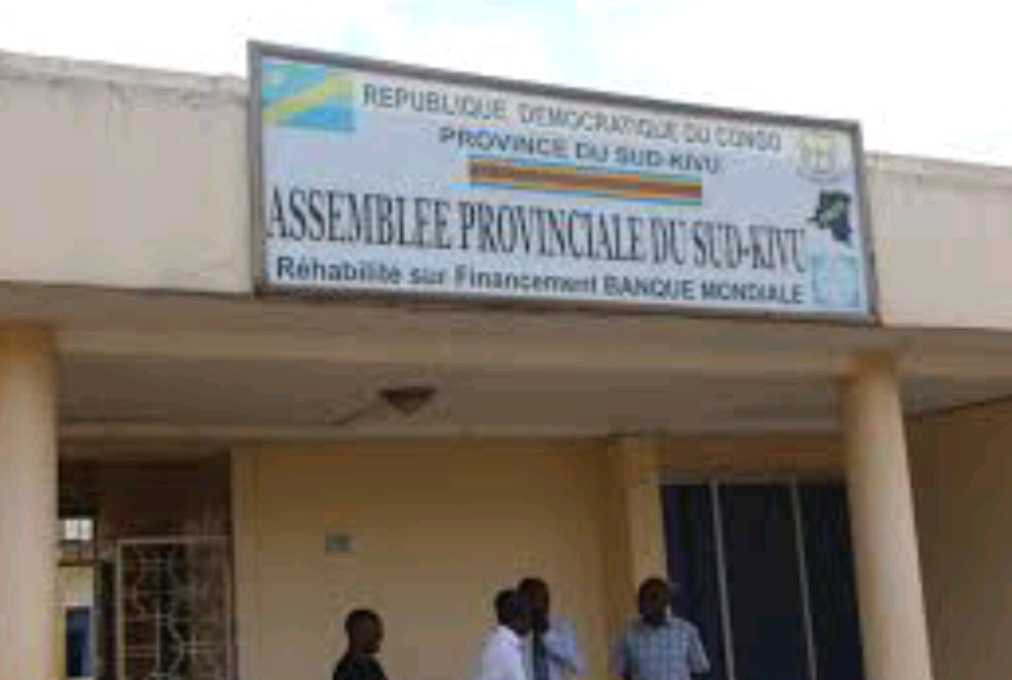 REPUBLIQUE DEMOCRATIQUE DU CONGO
PROVINCE DU SUD-KIVU
ASSEMBLEE PROVINCIALE DU SUD-KIVU
Réhabilité sur Financement BANQUE MONDIALE